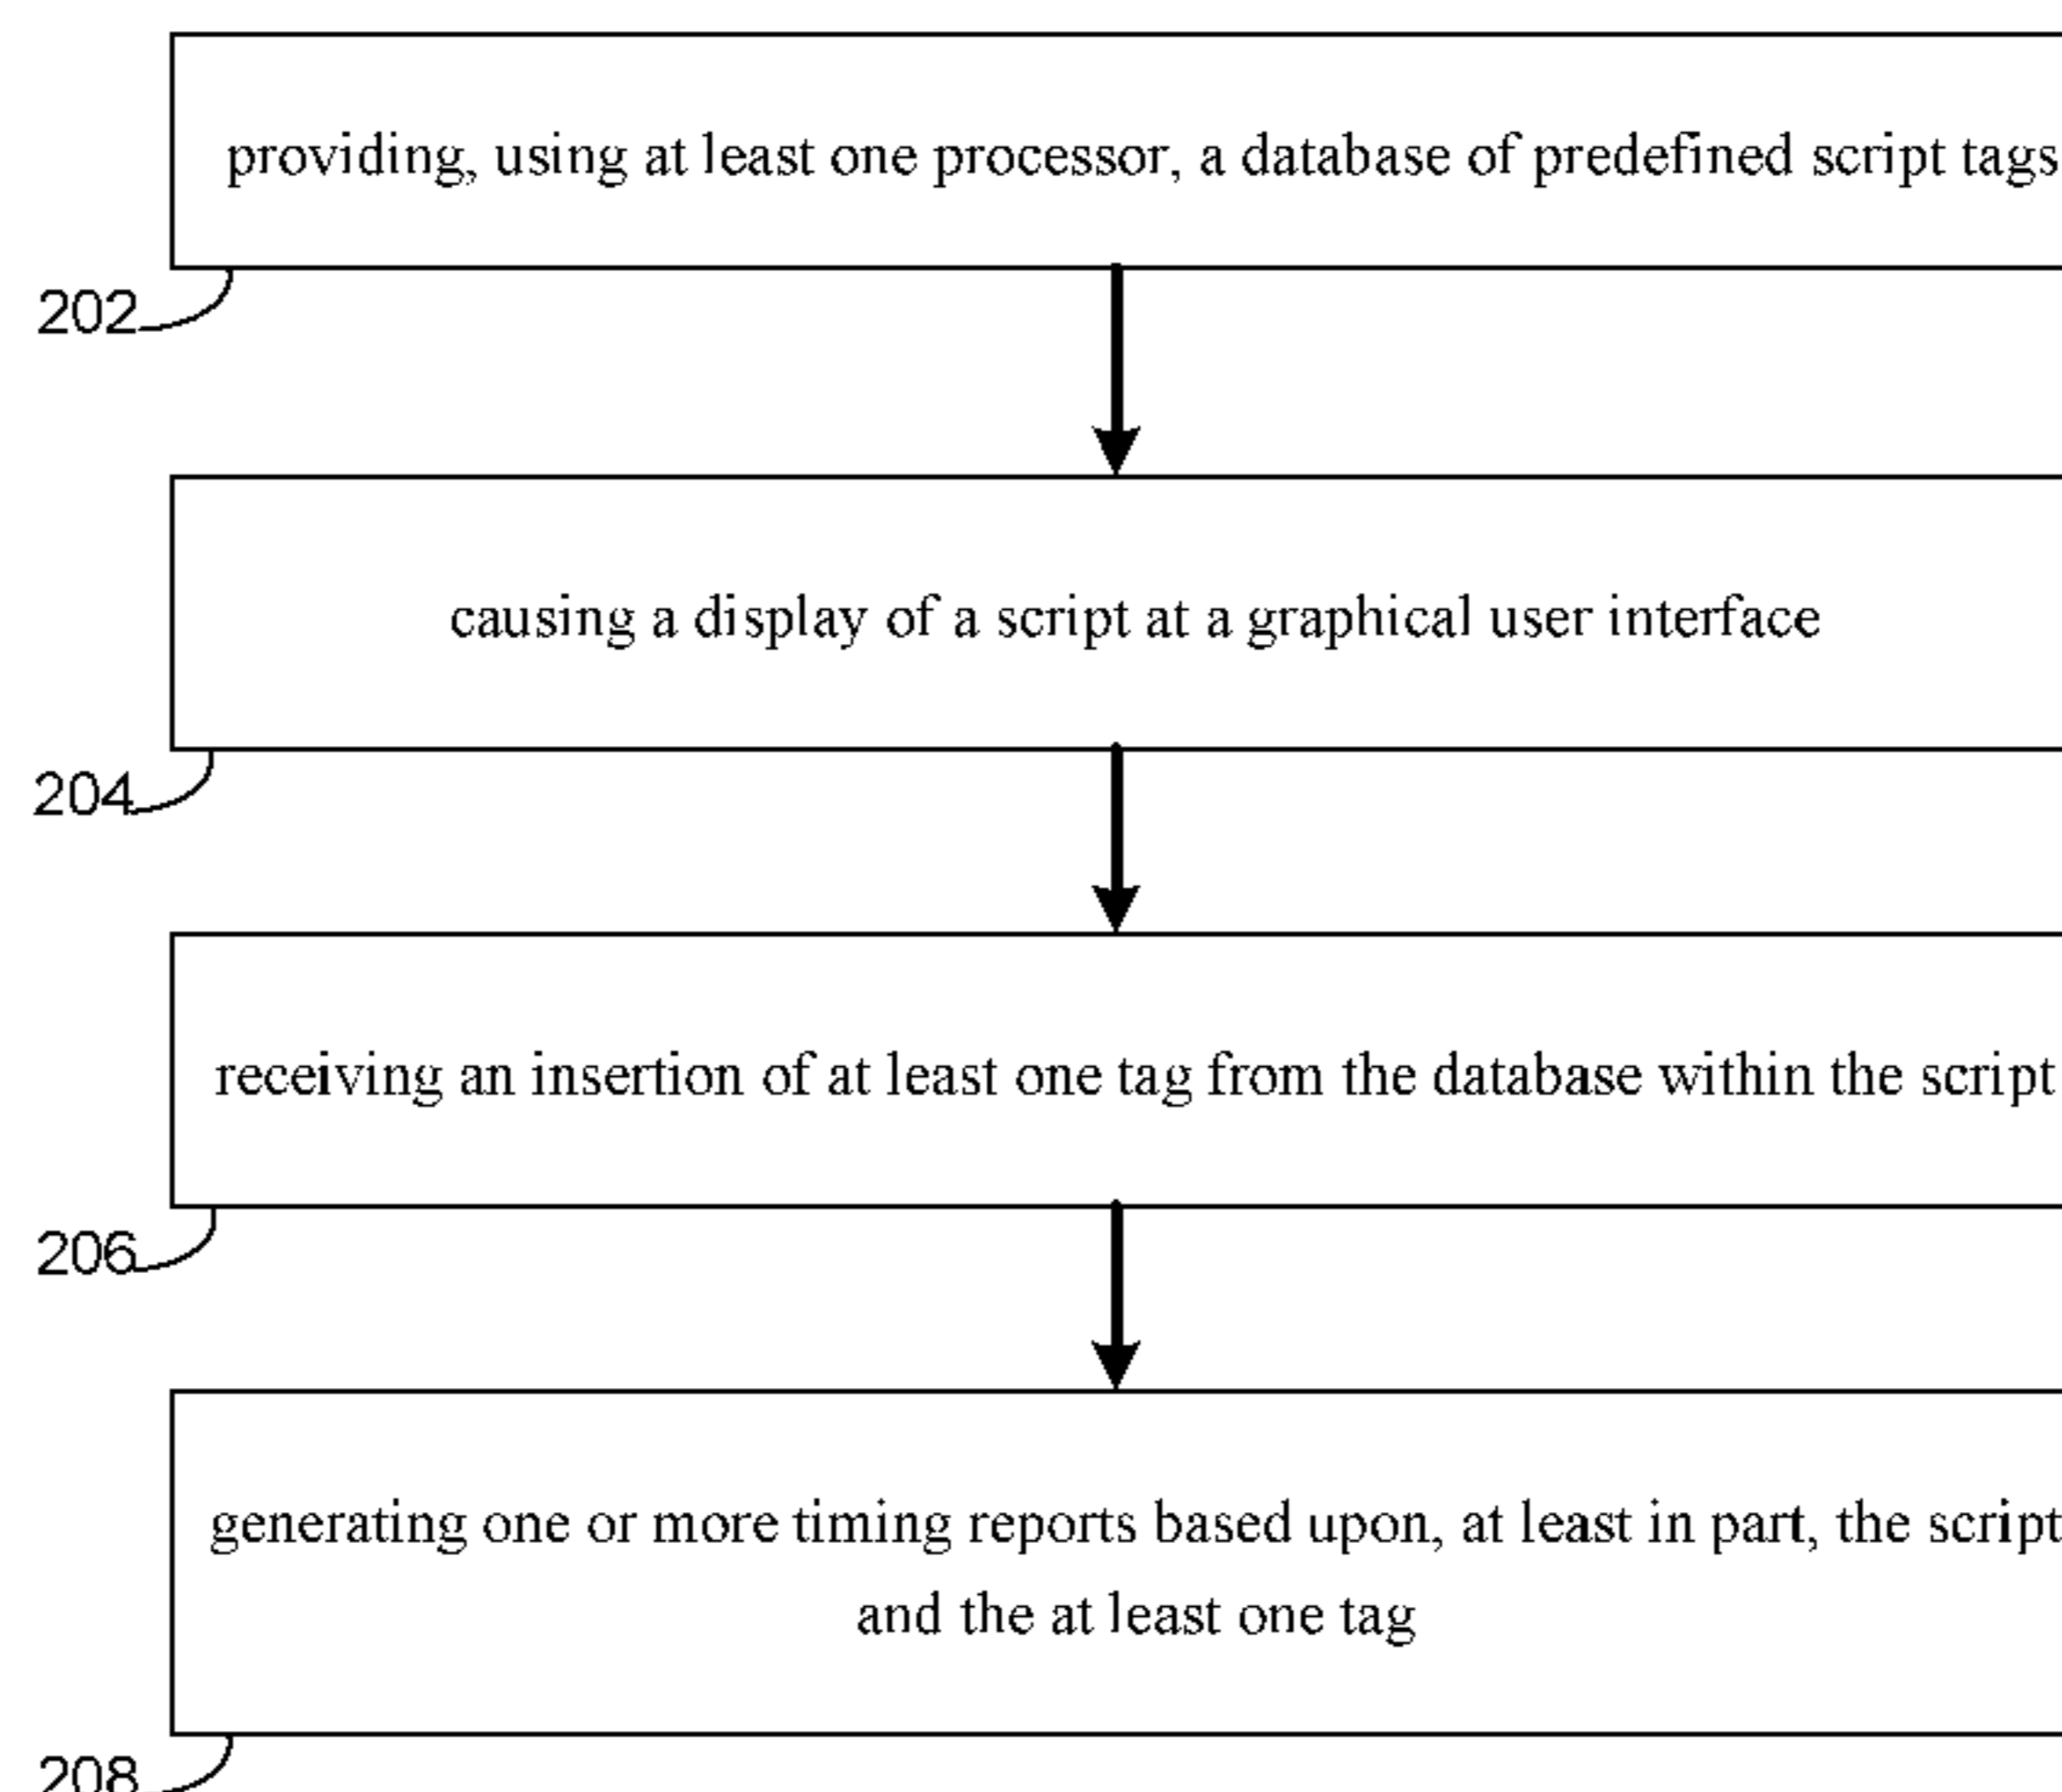 providing, using at least one processor, a database of predefined script tags
202
causing a display of a script at a graphical user interface
204
receiving an insertion of at least one tag from the database within the script
206
generating one or more timing reports based upon, at least in part, the script
and the at least one tag
208